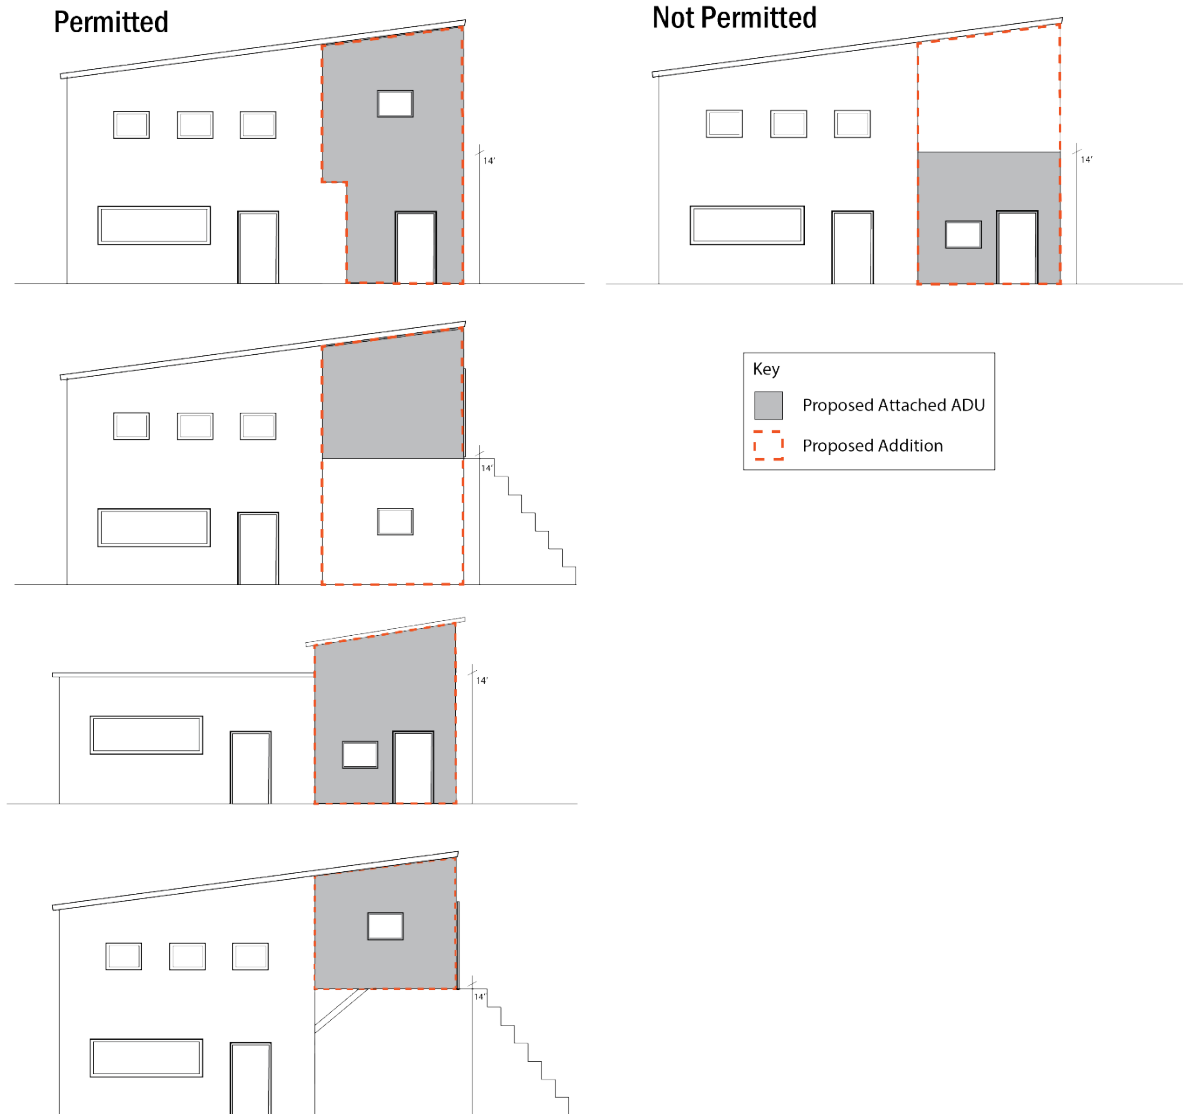 Permitted
Not Permitted
14'
14'
Key
Proposed Attached ADU
Proposed Addition
14'
14'
14'